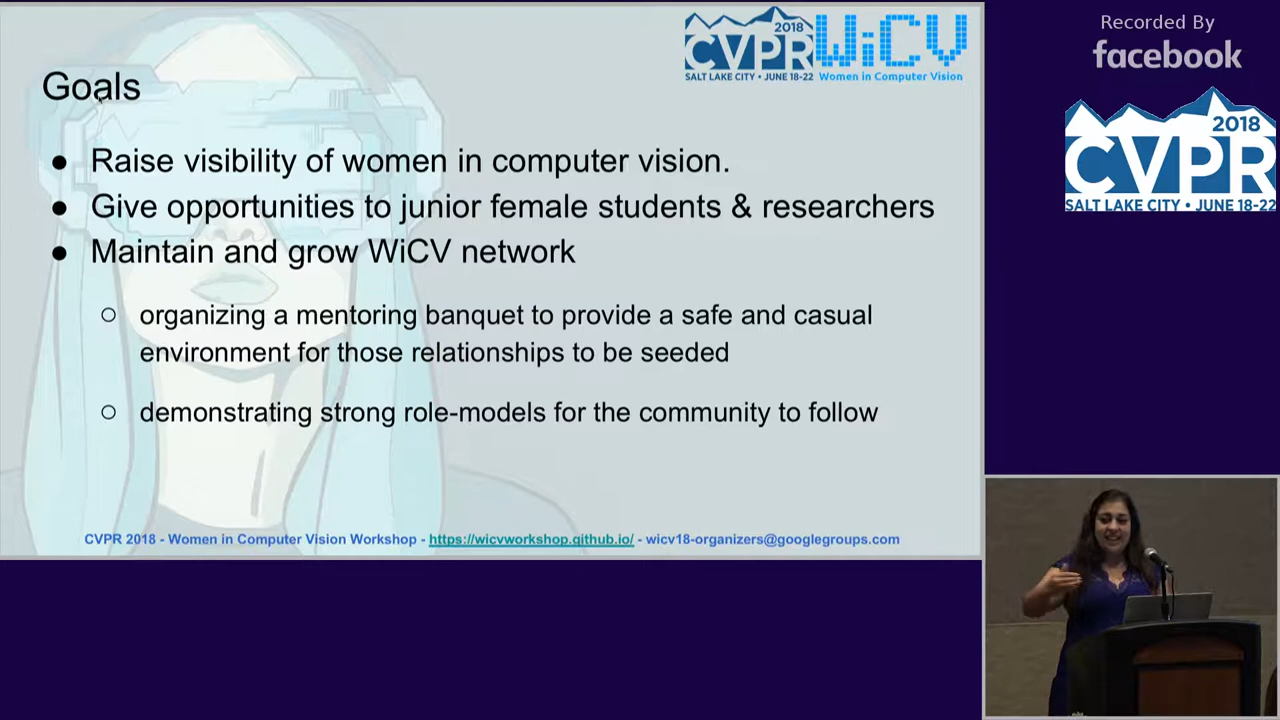 2018
CVPR
SALT LAKE CITY • JUNE 18-22
WiCV
Women in Computer Vision
Goals
● Raise visibility of women in computer vision.
● Give opportunities to junior female students & researchers
● Maintain and grow WiCV network
○ organizing a mentoring banquet to provide a safe and casual
environment for those relationships to be seeded
○ demonstrating strong role-models for the community to follow
CVPR 2018 - Women in Computer Vision Workshop - https://wicvworkshop.github.io/ - wicv18-organizers@googlegroups.com
Recorded By
facebook
2018
CVPR
SALT LAKE CITY • JUNE 18-22